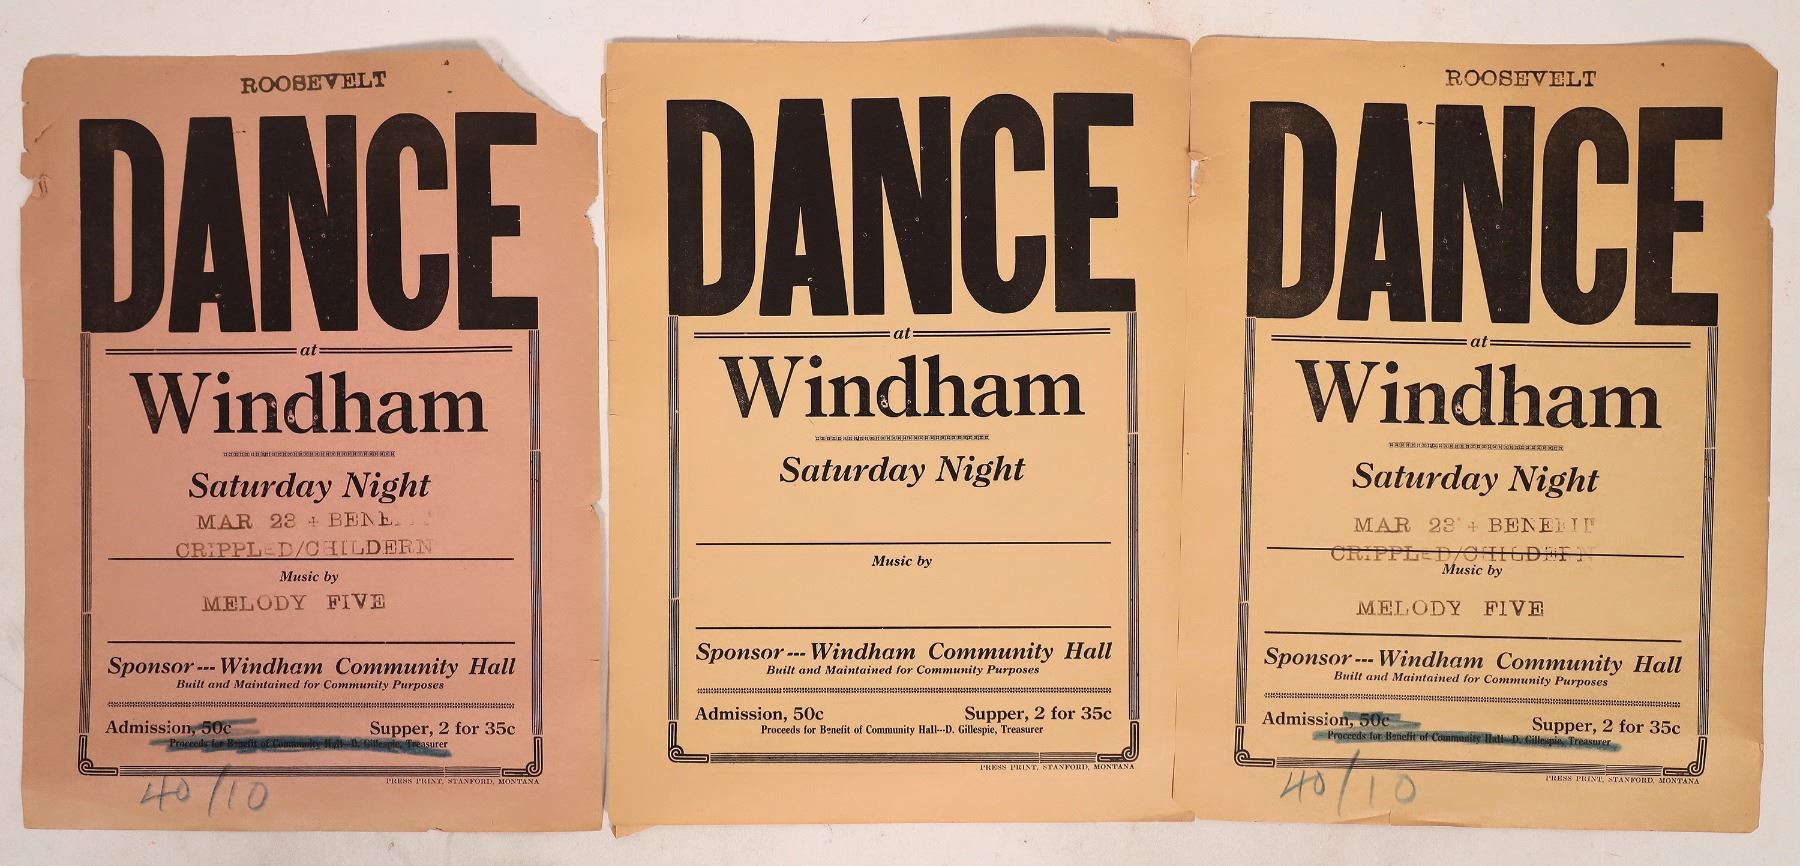 ROOSEVELT
DANCE
at
Windham
Saturday Night
MAR 23 + BENEFIT
CRIPPLED/CHILDERN
Music by
MELODY FIVE
Sponsor --- Windham Community Hall
Built and Maintained for Community Purposes
Admission, 50c Supper, 2 for 35c
Proceeds for Benefit of Community Hall---D. Gillespie, Treasurer
PRESS PRINT, STANFORD, MONTANA
40/10
DANCE
at
Windham
Saturday Night
Music by
Sponsor --- Windham Community Hall
Built and Maintained for Community Purposes
Admission, 50c Supper, 2 for 35c
Proceeds for Benefit of Community Hall---D. Gillespie, Treasurer
PRESS PRINT, STANFORD, MONTANA
ROOSEVELT
DANCE
at
Windham
Saturday Night
MAR 23 + BENEFIT
CRIPPLED/CHILDERN
Music by
MELODY FIVE
Sponsor --- Windham Community Hall
Built and Maintained for Community Purposes
Admission, 50c Supper, 2 for 35c
Proceeds for Benefit of Community Hall---D. Gillespie, Treasurer
PRESS PRINT, STANFORD, MONTANA
40/10